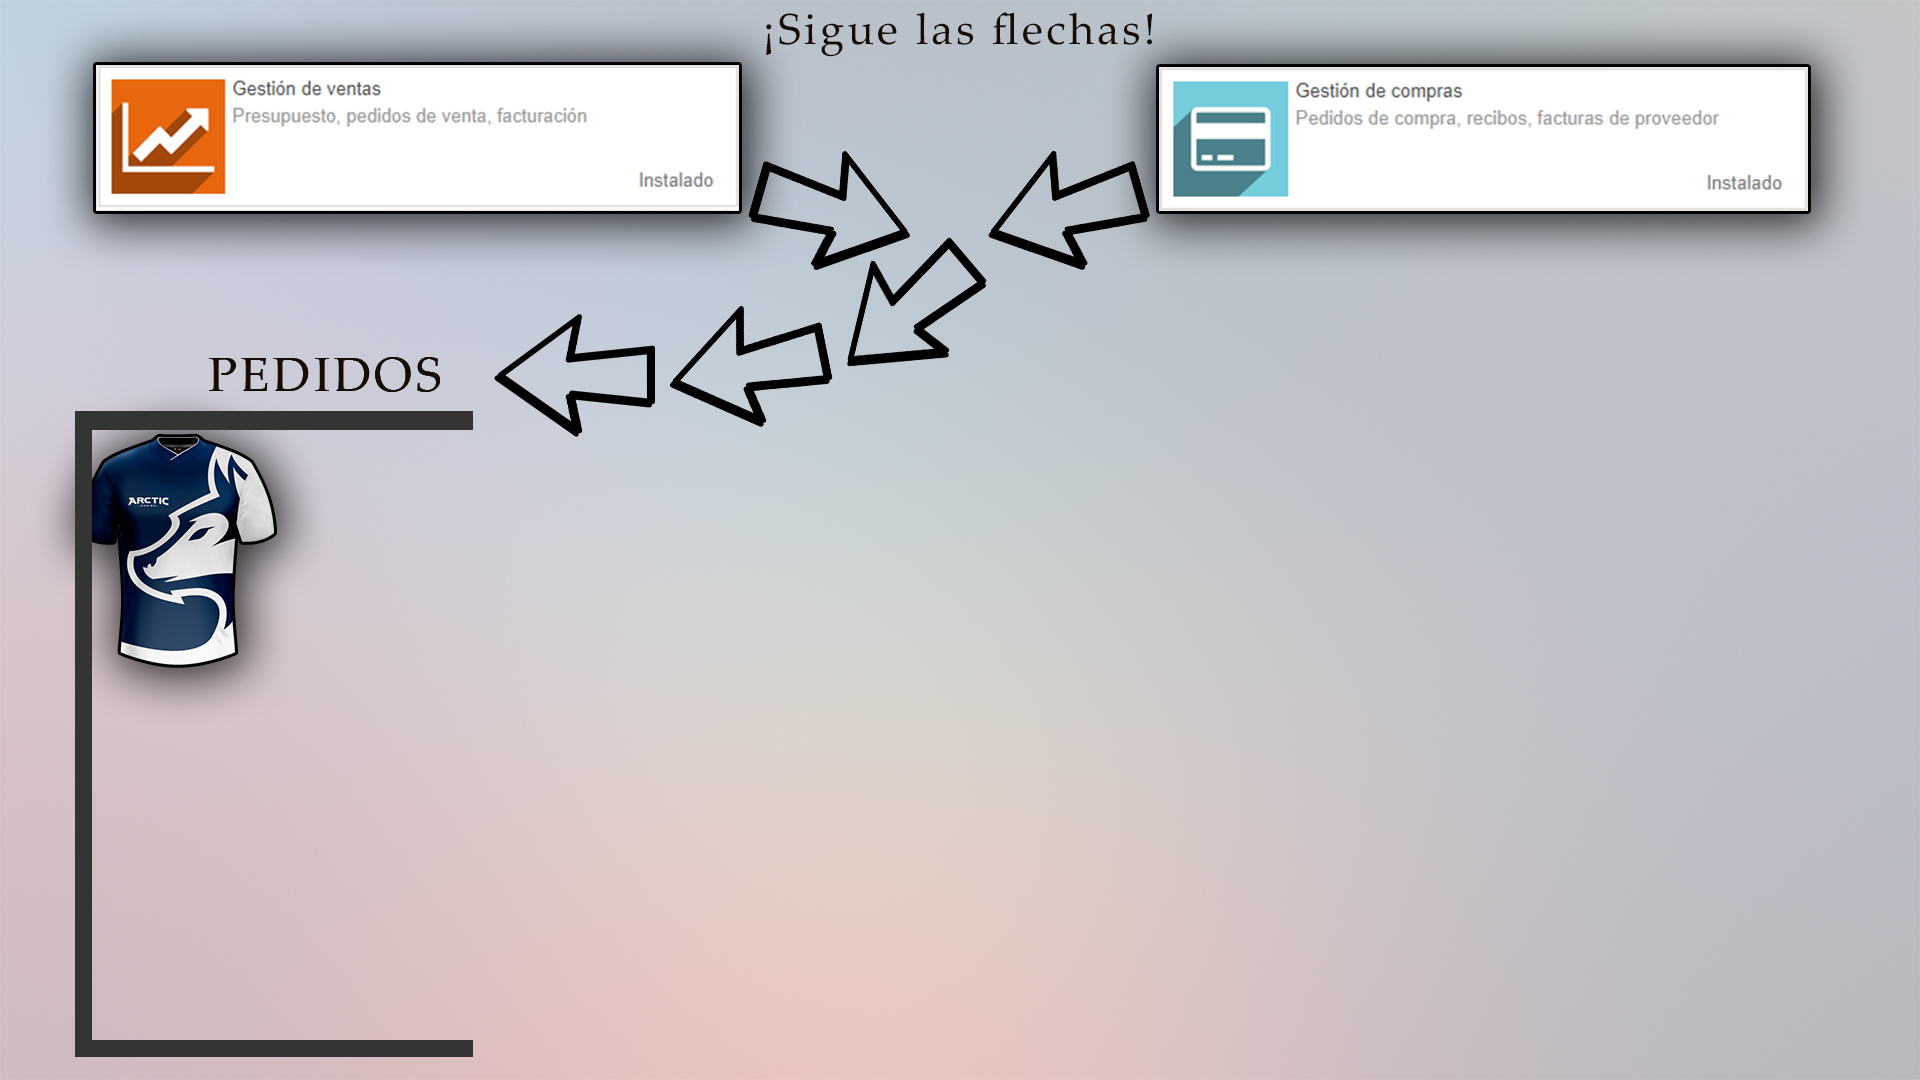 ¡Sigue las flechas!
Gestión de ventas
Presupuesto, pedidos de venta, facturación
Instalado
Gestión de compras
Pedidos de compra, recibos, facturas de proveedor
Instalado
PEDIDOS
ARCTIC